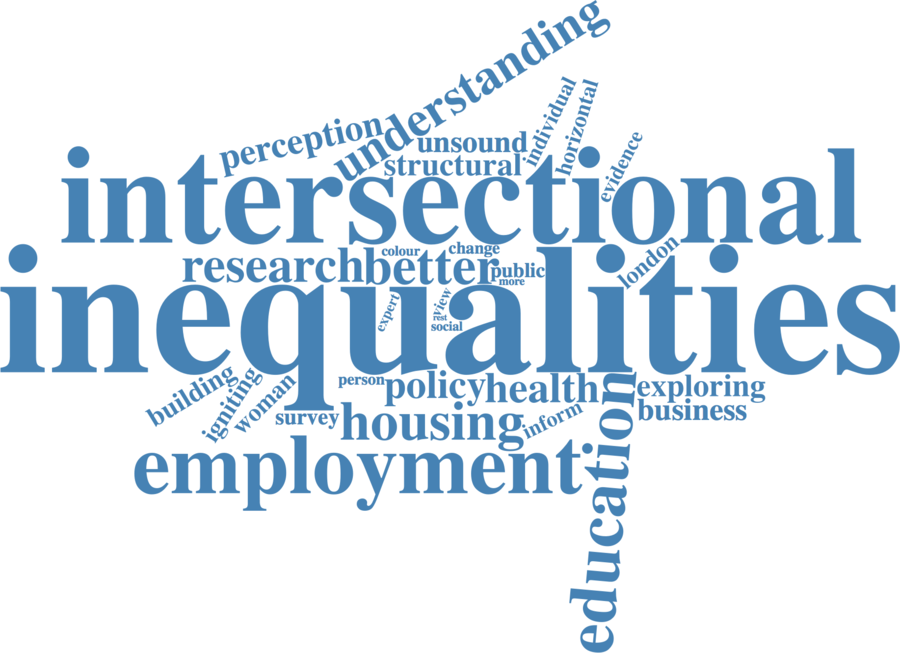 understanding
perception
unsound
structural
individual
horizontal
evidence
intersectional
research
better
colour
change
public
more
london
inequalities
expert
view
rest
social
building
igniting
woman
person
policy
health
exploring
business
survey
housing
inform
employment
education